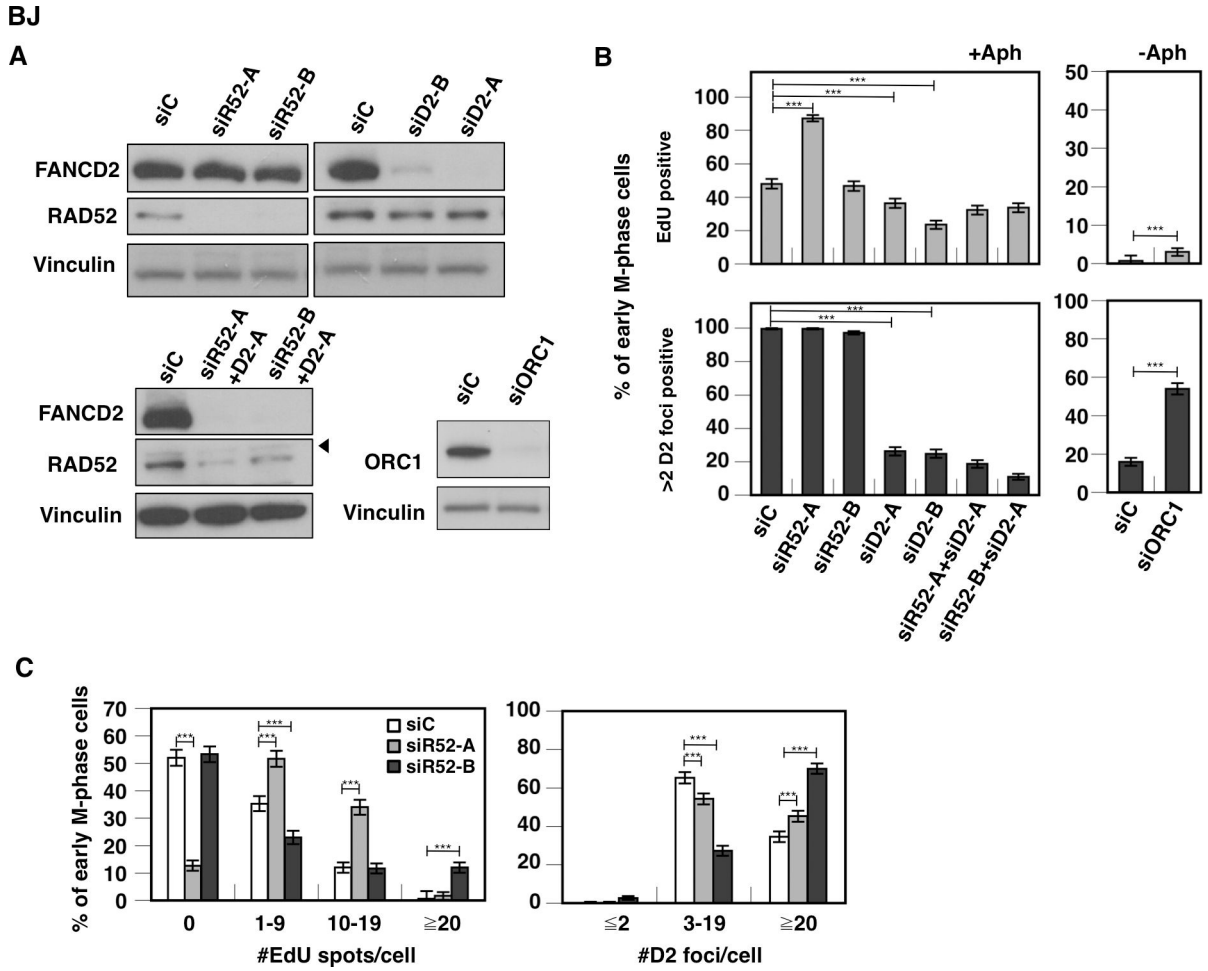 BJ
A
siC
siR52-A
siR52-B
siC
siD2-B
siD2-A
FANCD2
RAD52
Vinculin
siC
siR52-A
+D2-A
siR52-B
+D2-A
FANCD2
RAD52
Vinculin
siC
siORC1
ORC1
Vinculin
B
+Aph
-Aph
% of early M-phase cells
EdU positive
100
80
60
40
20
0
***
***
***
50
40
30
20
10
0
***
>2 D2 foci positive
100
80
60
40
20
0
***
***
100
80
60
40
20
0
***
siC
siR52-A
siR52-B
siD2-A
siD2-B
siR52-A+siD2-A
siR52-B+siD2-A
siC
siORC1
C
% of early M-phase cells
70
60
50
40
30
20
10
0
***
***
***
***
***
siC
siR52-A
siR52-B
0
1-9
10-19
≧20
#EdU spots/cell
100
80
60
40
20
0
***
***
***
***
≦2
3-19
≧20
#D2 foci/cell